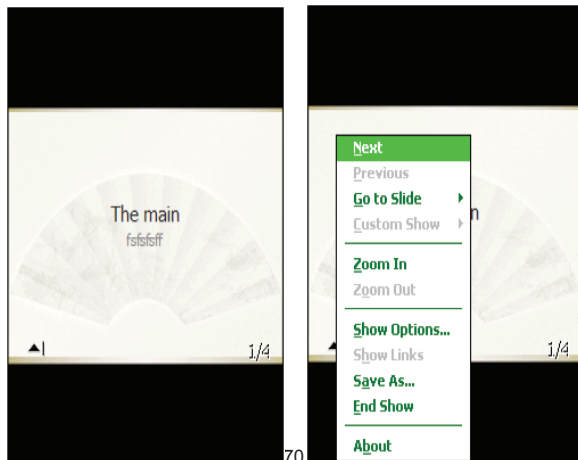 The main
fsfsfsff
1/4
70
Next
Previous
Go to Slide
Custom Show
n
Zoom In
Zoom Out
Show Options...
Show Links
1/4
Save As...
End Show
About